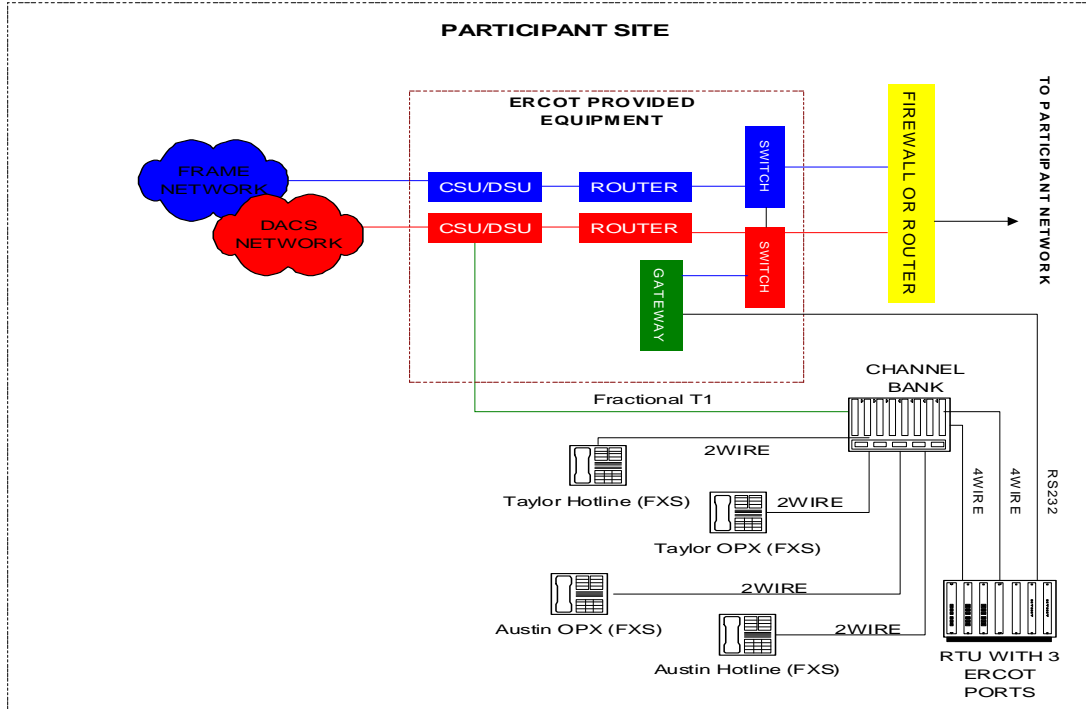 PARTICIPANT SITE
ERCOT PROVIDED
EQUIPMENT
FRAME
NETWORK
DACS
NETWORK
CSU/DSU
ROUTER
SWITCH
CSU/DSU
ROUTER
SWITCH
GATEWAY
FIREWALL OR ROUTER
TO PARTICIPANT NETWORK
CHANNEL
BANK
Fractional T1
2WIRE
Taylor Hotline (FXS)
2WIRE
Taylor OPX (FXS)
2WIRE
Austin OPX (FXS)
2WIRE
Austin Hotline (FXS)
4WIRE
4WIRE
RS232
RTU WITH 3
ERCOT
PORTS